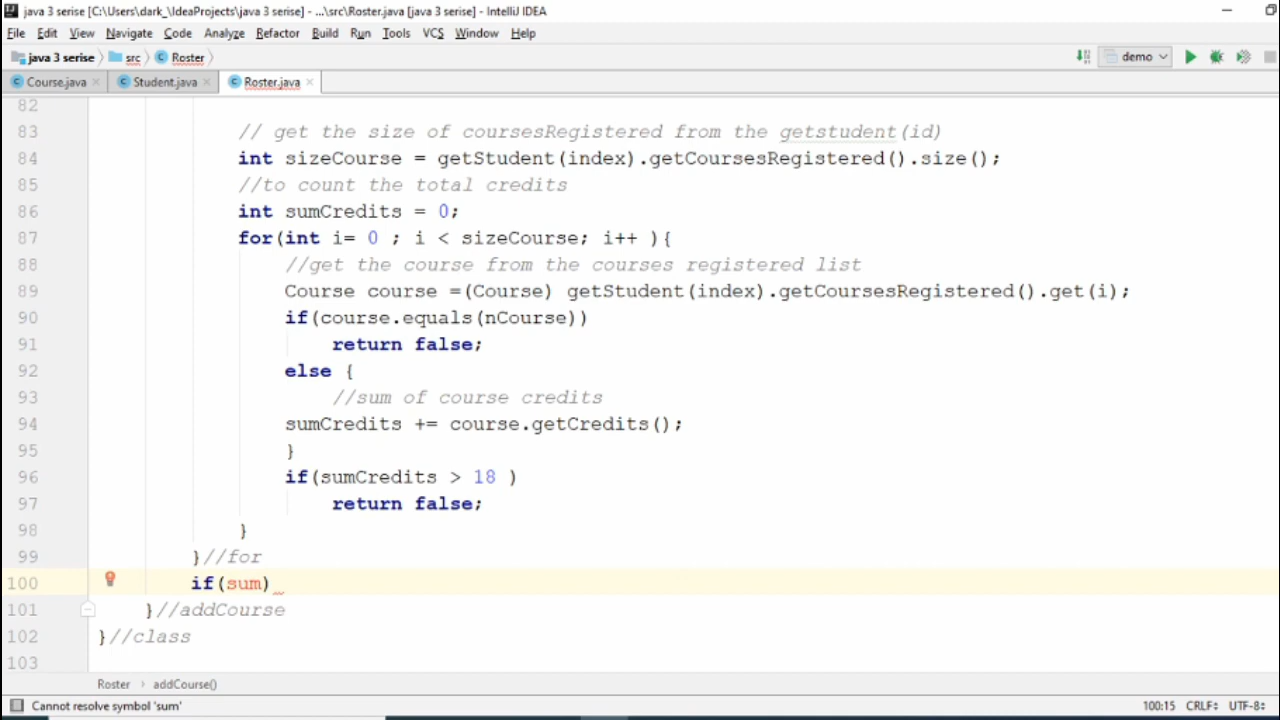 java 3 serise [C:\Users\dark_\IdeaProjects\java 3 serise] - ...\src\Roster.java [java 3 serise] - IntelliJ IDEA
File Edit View Navigate Code Analyze Refactor Build Run Tools VCS Window Help
java 3 serise src Roster demo
Course.java Student.java Roster.java
82
83 // get the size of coursesRegistered from the getstudent(id)
84 int sizeCourse = getStudent(index).getCoursesRegistered().size();
85 //to count the total credits
86 int sumCredits = 0;
87 for(int i= 0 ; i < sizeCourse; i++ ){
88 //get the course from the courses registered list
89 Course course =(Course) getStudent(index).getCoursesRegistered().get(i);
90 if(course.equals(nCourse))
91 return false;
92 else {
93 //sum of course credits
94 sumCredits += course.getCredits();
95 }
96 if(sumCredits > 18 )
97 return false;
98 }
99 }//for
100 if(sum)
101 }//addCourse
102 }//class
103
Roster › addCourse()
Cannot resolve symbol 'sum' 100:15 CRLF UTF-8